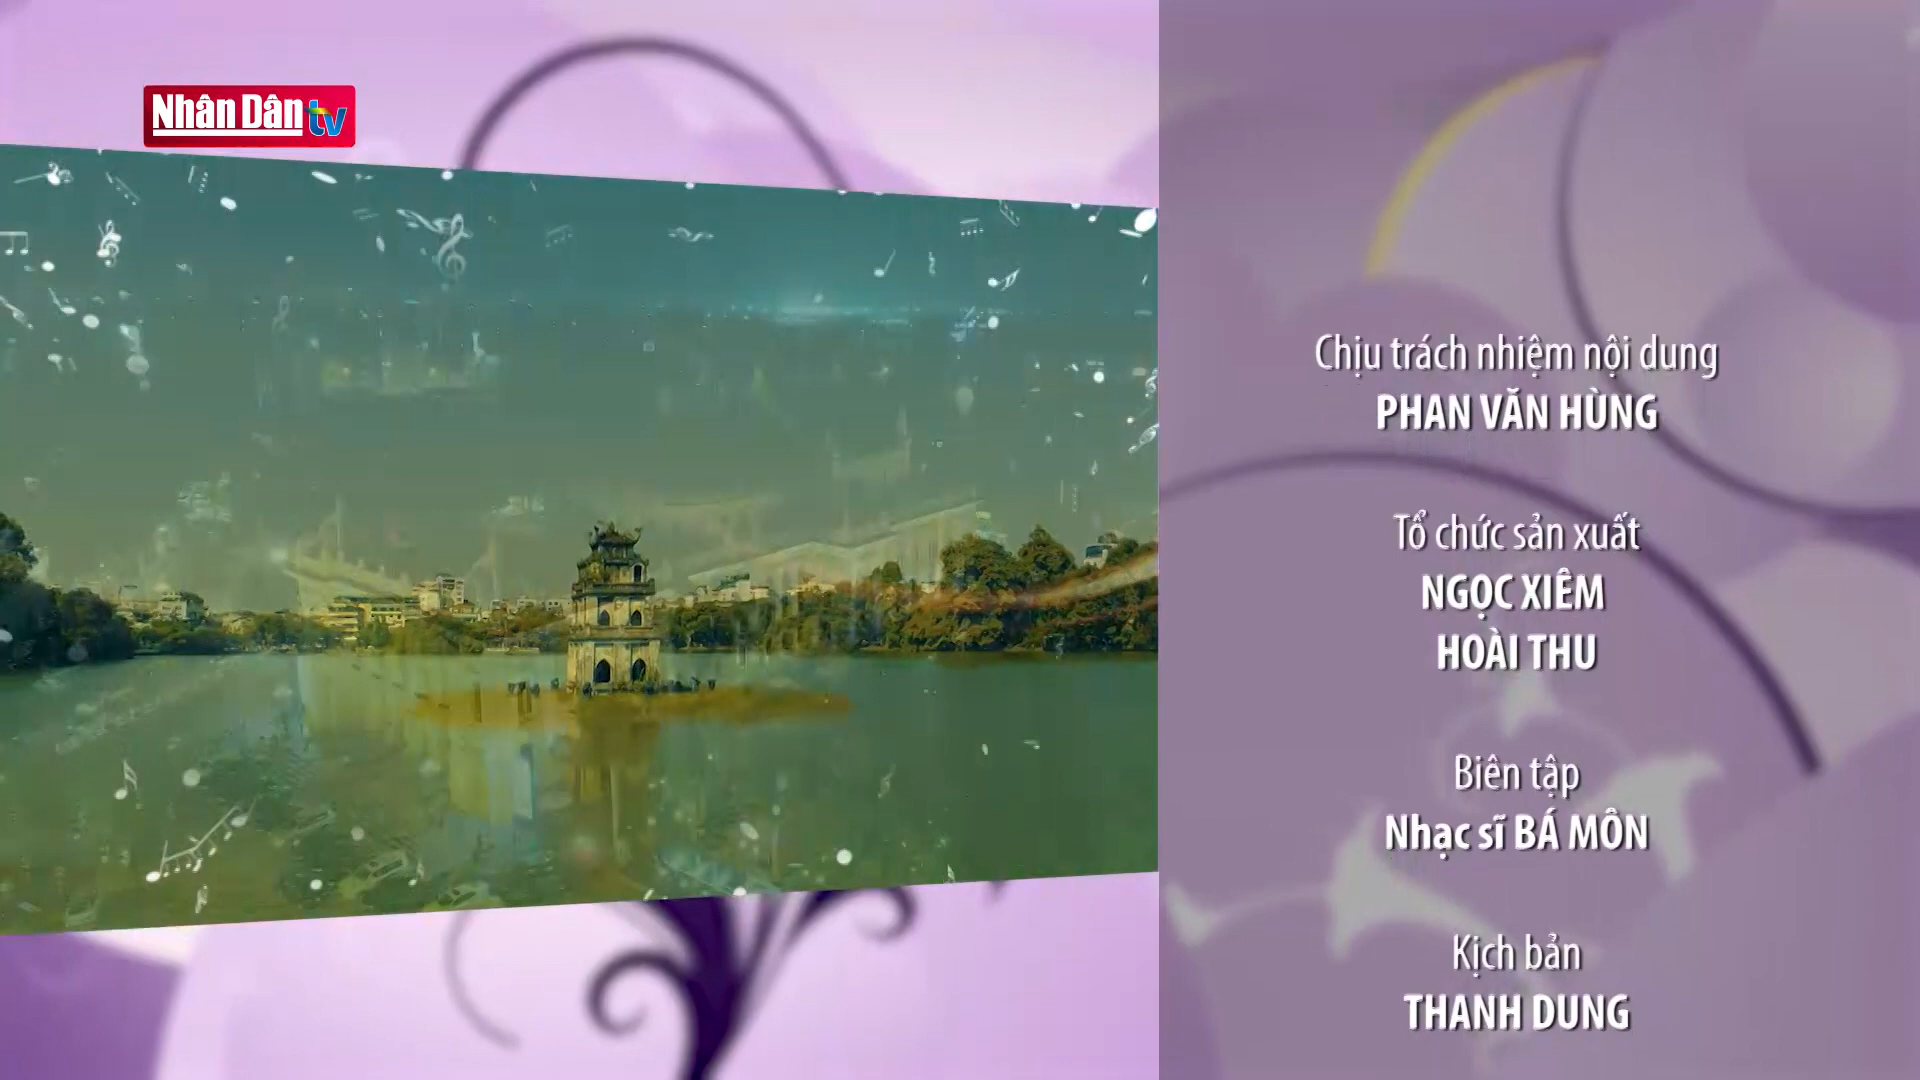 Nhân Dân tv
Chịu trách nhiệm nội dung
PHAN VĂN HÙNG
Tổ chức sản xuất
NGỌC XIÊM
HOÀI THU
Biên tập
Nhạc sĩ BÁ MÔN
Kịch bản
THANH DUNG